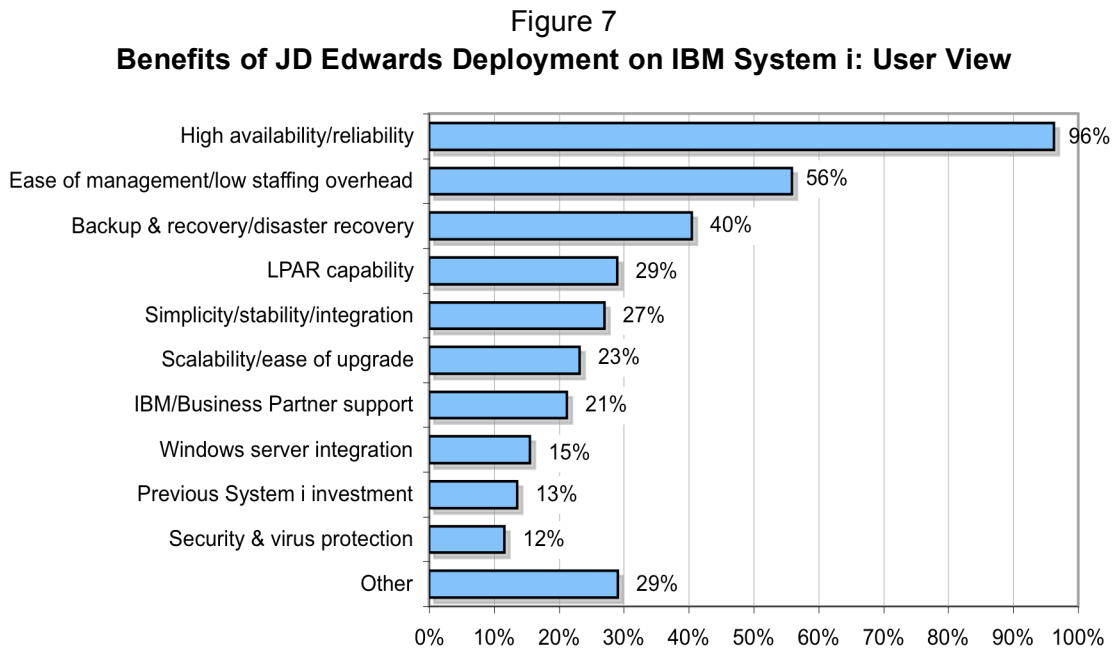 Figure 7
Benefits of JD Edwards Deployment on IBM System i: User View
High availability/reliability 96%
Ease of management/low staffing overhead 56%
Backup & recovery/disaster recovery 40%
LPAR capability 29%
Simplicity/stability/integration 27%
Scalability/ease of upgrade 23%
IBM/Business Partner support 21%
Windows server integration 15%
Previous System i investment 13%
Security & virus protection 12%
Other 29%
0% 10% 20% 30% 40% 50% 60% 70% 80% 90% 100%